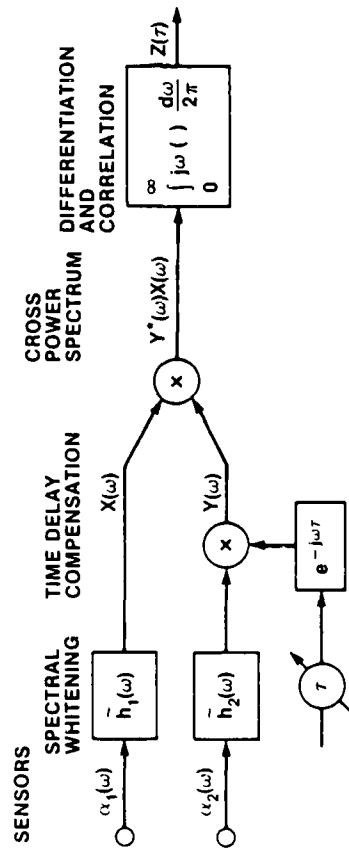 SENSORS
SPECTRAL
WHITENING
TIME DELAY
COMPENSATION
CROSS
POWER
SPECTRUM
DIFFERENTIATION
AND
CORRELATION
α₁(ω)
h̃₁(ω)
X(ω)
×
Y*(ω)X(ω)
∞
∫ jω ( ) dω/2π
0
Z(τ)
α₂(ω)
h̃₂(ω)
×
Y(ω)
e^{-jωτ}
τ